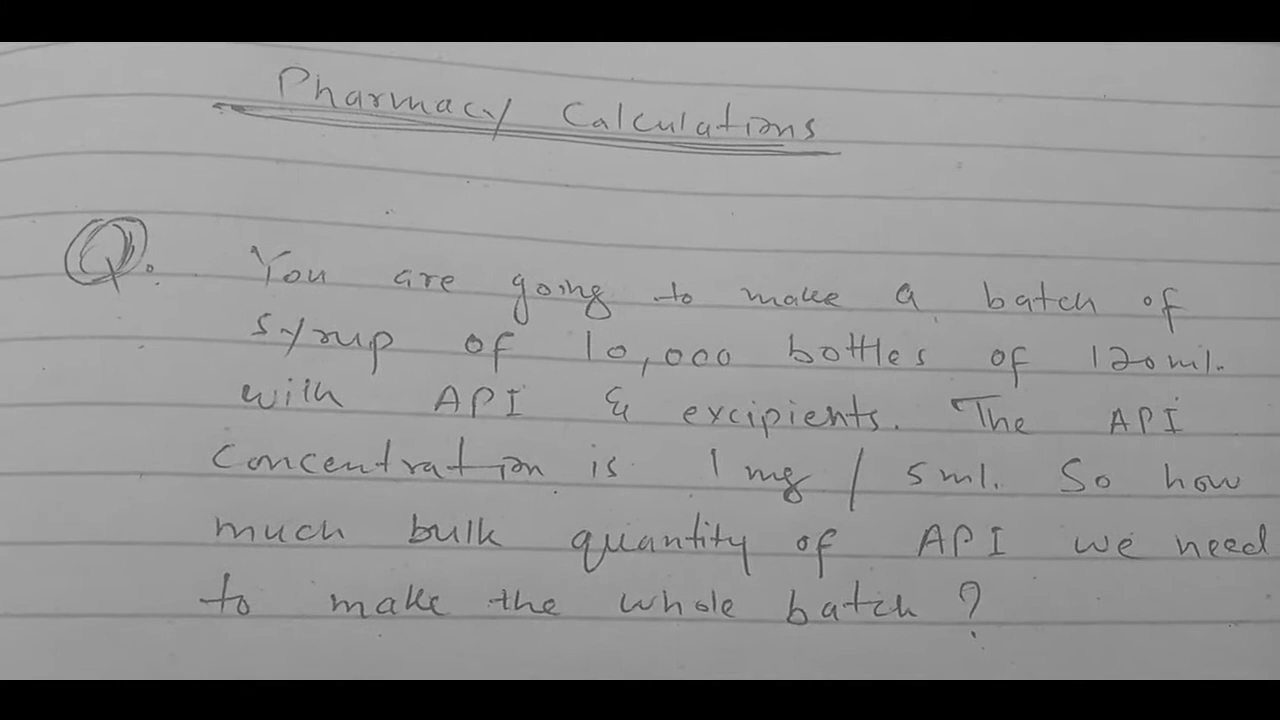 Pharmacy Calculations
Q. You are going to make a batch of
syrup of 10,000 bottles of 120ml.
with API & excipients. The API
concentration is 1 mg / 5ml. So how
much bulk quantity of API we need
to make the whole batch ?